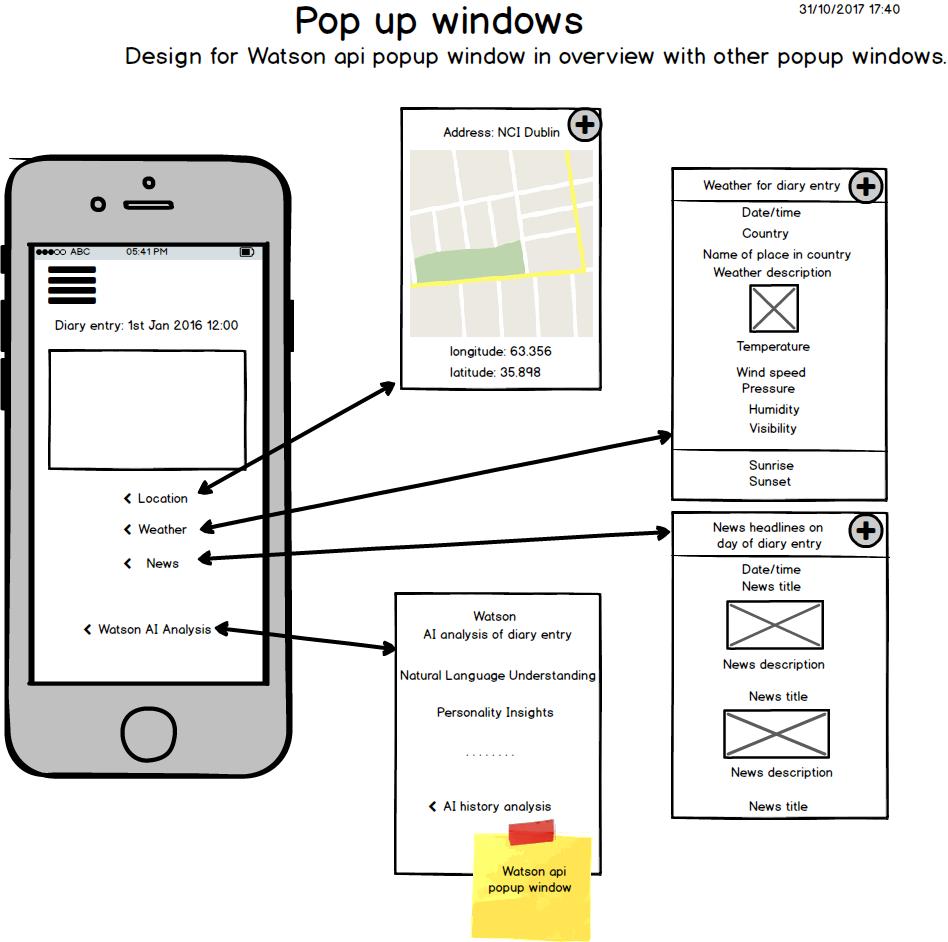 Pop up windows
31/10/2017 17:40
Design for Watson api popup window in overview with other popup windows.
ABC
05:41 PM
Diary entry: 1st Jan 2016 12:00
Location
Weather
News
Watson AI Analysis
Address: NCI Dublin
longitude: 63.356
latitude: 35.898
Weather for diary entry
Date/time
Country
Name of place in country
Weather description
Temperature
Wind speed
Pressure
Humidity
Visibility
Sunrise
Sunset
News headlines on
day of diary entry
Date/time
News title
News description
News title
News description
News title
Watson
AI analysis of diary entry
Natural Language Understanding
Personality Insights
. . . . . . . .
AI history analysis
Watson api
popup window